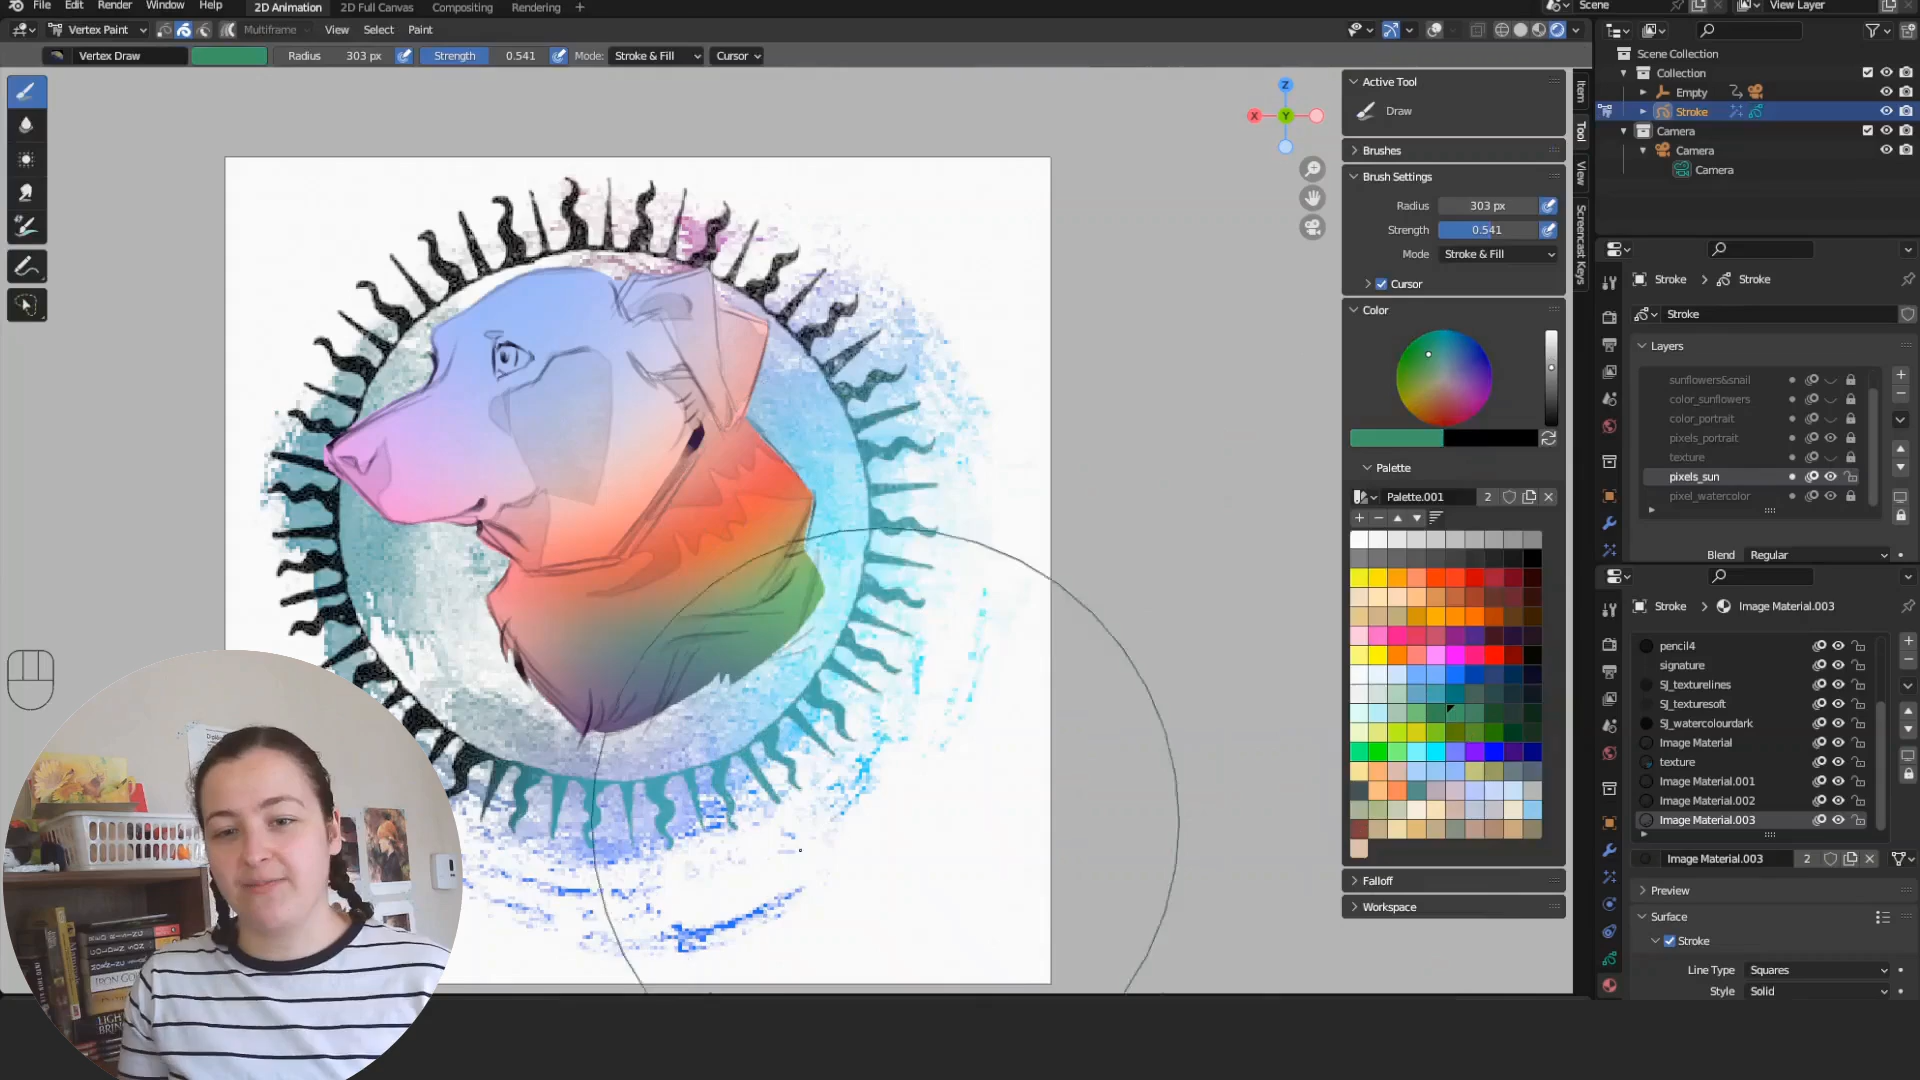 File Edit Render Window Help 2D Animation 2D Full Canvas Compositing Rendering + Scene View Layer
Vertex Paint Multiframe View Select Paint
Vertex Draw Radius 303 px Strength 0.541 Mode: Stroke & Fill Cursor
Z
X
Y
Active Tool
Draw
Brushes
Brush Settings
Radius 303 px
Strength 0.541
Mode Stroke & Fill
Cursor
Color
Palette
Palette.001 2
Falloff
Workspace
Item
Tool
View
Screencast Keys
Scene Collection
Collection
Empty
Stroke
Camera
Camera
Camera
Stroke Stroke
Stroke
Layers
sunflowers&snail
color_sunflowers
color_portrait
pixels_portrait
texture
pixels_sun
pixel_watercolor
Blend Regular
Stroke Image Material.003
pencil4
signature
SJ_texturelines
SJ_texturesoft
SJ_watercolourdark
Image Material
texture
Image Material.001
Image Material.002
Image Material.003
Image Material.003 2
Preview
Surface
Stroke
Line Type Squares
Style Solid